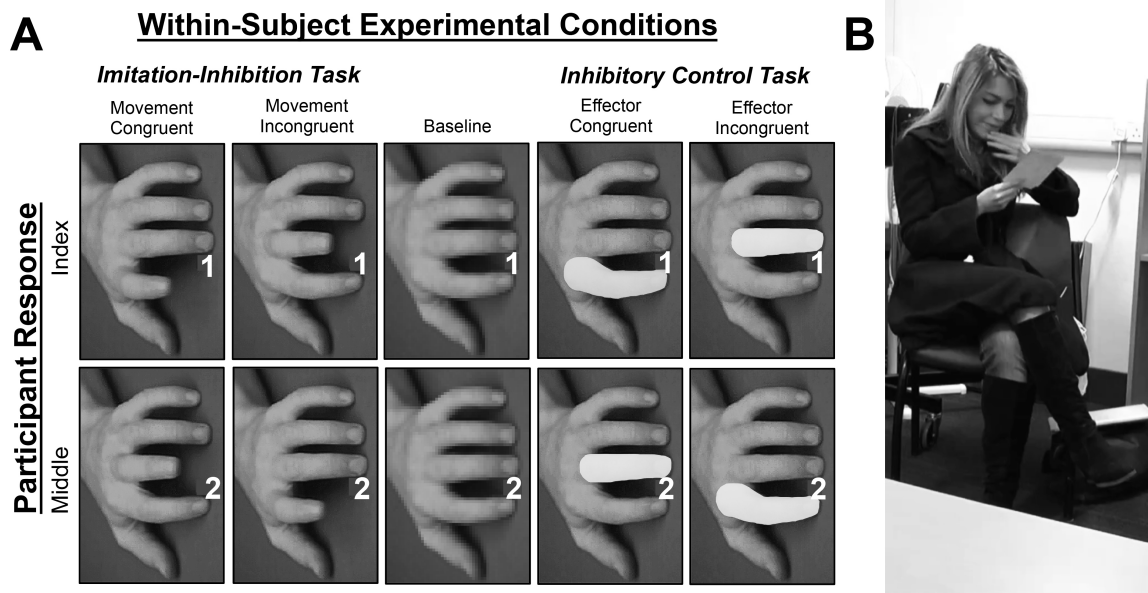 A
Within-Subject Experimental Conditions
B
Imitation-Inhibition Task
Inhibitory Control Task
Movement
Congruent
Movement
Incongruent
Baseline
Effector
Congruent
Effector
Incongruent
Participant Response
Index
1
1
1
1
1
Middle
2
2
2
2
2